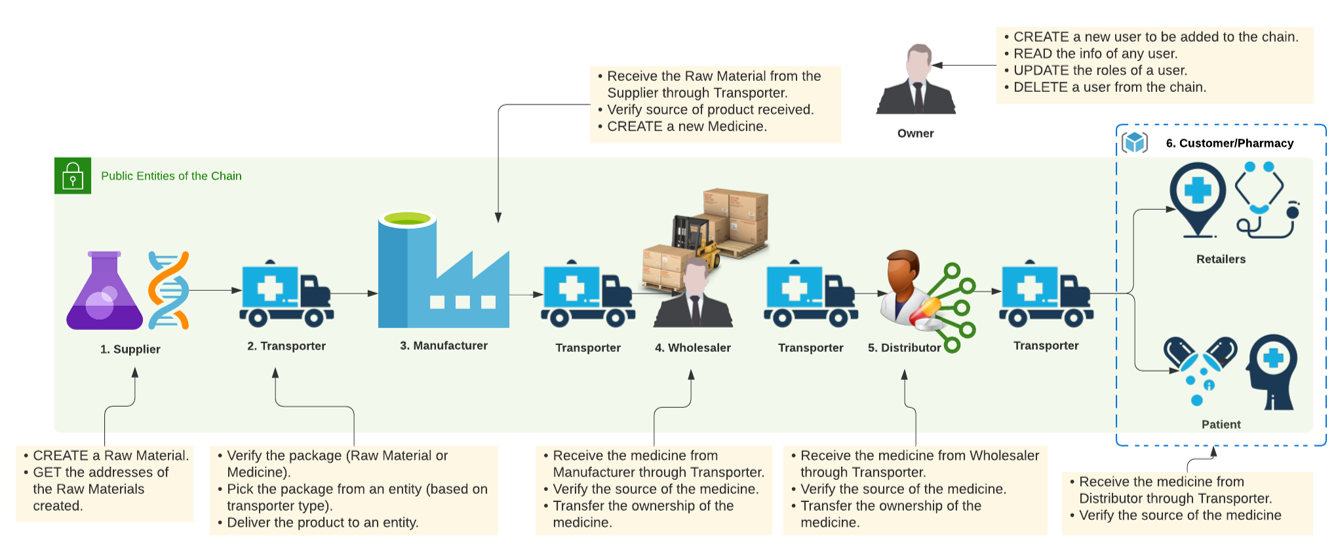 • CREATE a new user to be added to the chain.
• READ the info of any user.
• UPDATE the roles of a user.
• DELETE a user from the chain.
Owner
• Receive the Raw Material from the
Supplier through Transporter.
• Verify source of product received.
• CREATE a new Medicine.
6. Customer/Pharmacy
Public Entities of the Chain
Retailers
1. Supplier
2. Transporter
3. Manufacturer
Transporter
4. Wholesaler
Transporter
5. Distributor
Transporter
Patient
• CREATE a Raw Material.
• GET the addresses of
the Raw Materials
created.
• Verify the package (Raw Material or
Medicine).
• Pick the package from an entity (based on
transporter type).
• Deliver the product to an entity.
• Receive the medicine from
Manufacturer through Transporter.
• Verify the source of the medicine.
• Transfer the ownership of the
medicine.
• Receive the medicine from Wholesaler
through Transporter.
• Verify the source of the medicine.
• Transfer the ownership of the
medicine.
• Receive the medicine from
Distributor through Transporter.
• Verify the source of the medicine